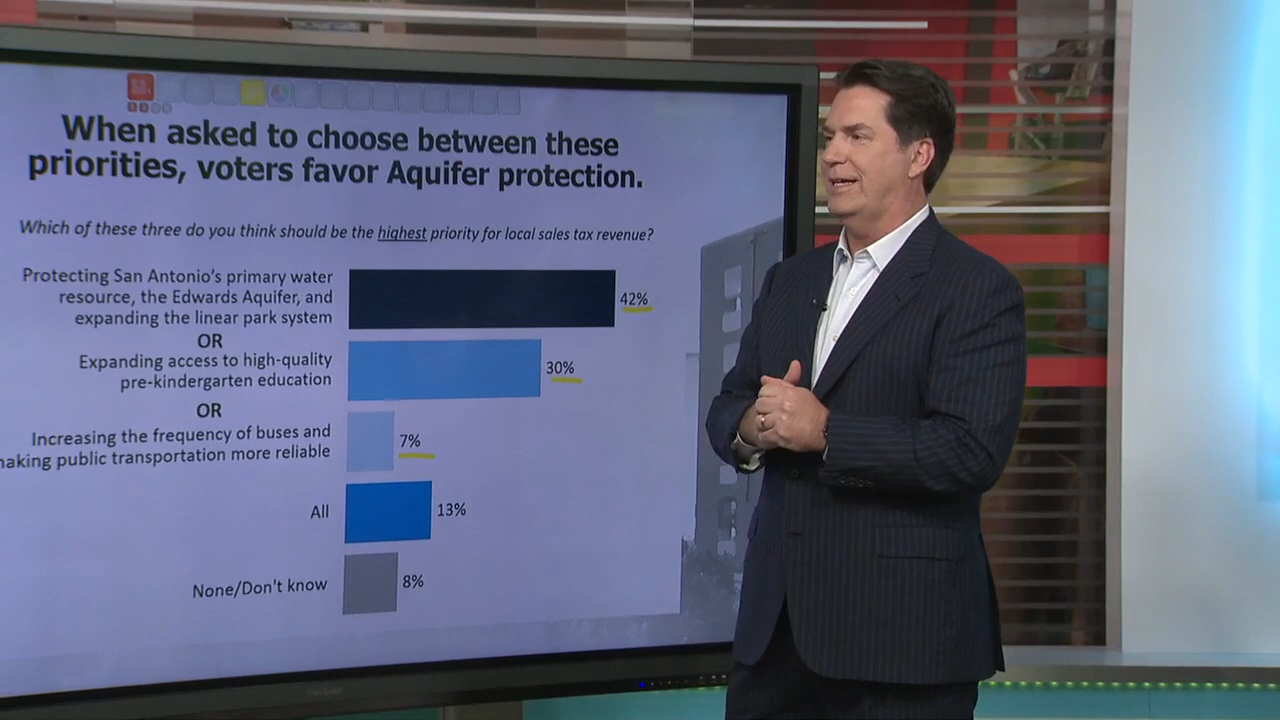 When asked to choose between these
priorities, voters favor Aquifer protection.
Which of these three do you think should be the highest priority for local sales tax revenue?
Protecting San Antonio's primary water
resource, the Edwards Aquifer, and
expanding the linear park system
42%
OR
Expanding access to high-quality
pre-kindergarten education
30%
OR
Increasing the frequency of buses and
aking public transportation more reliable
7%
All
13%
None/Don't know
8%
ViewSonic